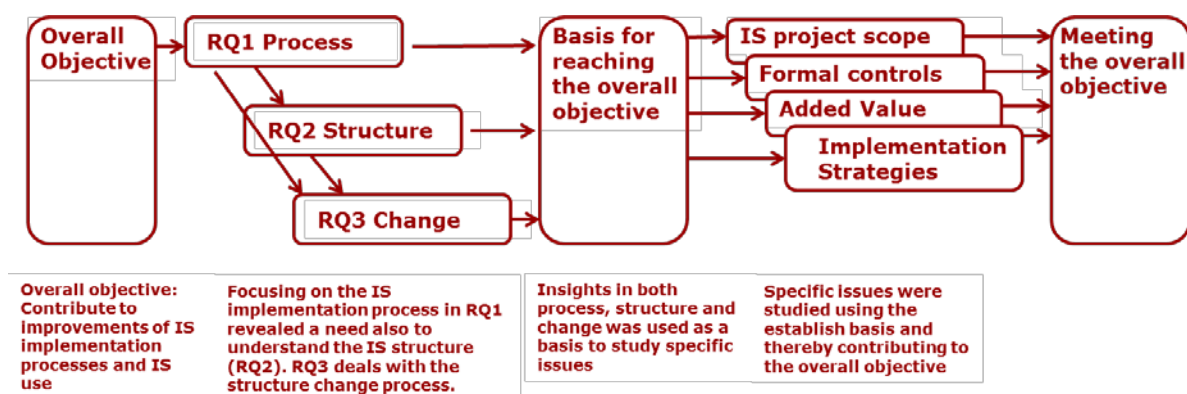 Overall
Objective
RQ1 Process
RQ2 Structure
RQ3 Change
Basis for
reaching
the overall
objective
IS project scope
Formal controls
Added Value
Implementation
Strategies
Meeting
the overall
objective
Overall objective:
Contribute to
improvements of IS
implementation
processes and IS
use
Focusing on the IS
implementation process in RQ1
revealed a need also to
understand the IS structure
(RQ2). RQ3 deals with the
structure change process.
Insights in both
process, structure and
change was used as a
basis to study specific
issues
Specific issues were
studied using the
establish basis and
thereby contributing to
the overall objective